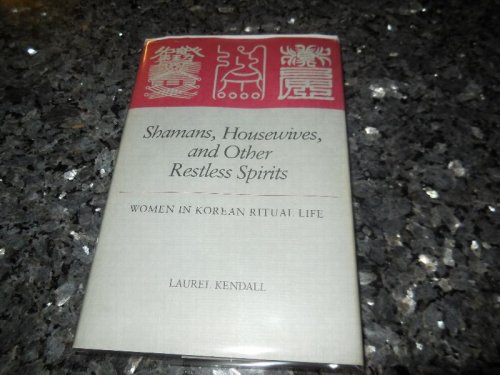 Shamans, Housewives,
and Other
Restless Spirits
WOMEN IN KOREAN RITUAL LIFE
LAUREL KENDALL